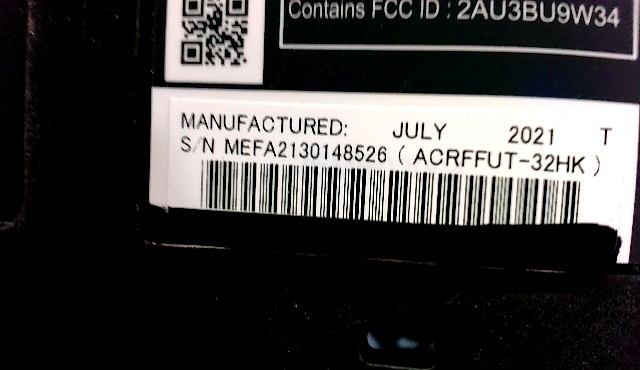 Contains FCC ID : 2AU3BU9W34
MANUFACTURED: JULY 2021 T
S/N MEFA2130148526 ( ACRFFUT-32HK )